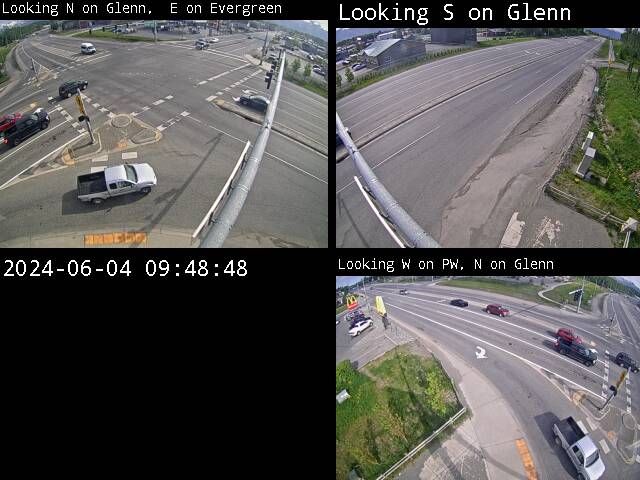 Looking N on Glenn, E on Evergreen
Looking S on Glenn
2024-06-04 09:48:48
Looking W on PW, N on Glenn